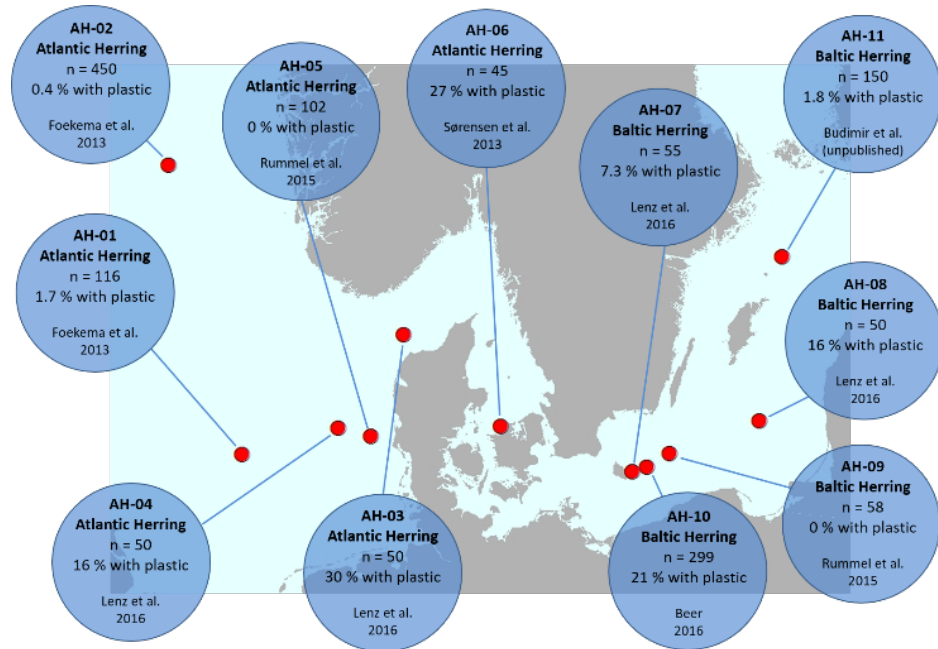 AH-02
Atlantic Herring
n = 450
0.4 % with plastic
Foekema et al.
2013
AH-05
Atlantic Herring
n = 102
0 % with plastic
Rummel et al.
2015
AH-06
Atlantic Herring
n = 45
27 % with plastic
Sørensen et al.
2013
AH-07
Baltic Herring
n = 55
7.3 % with plastic
Lenz et al.
2016
AH-11
Baltic Herring
n = 150
1.8 % with plastic
Budimir et al.
(unpublished)
AH-01
Atlantic Herring
n = 116
1.7 % with plastic
Foekema et al.
2013
AH-08
Baltic Herring
n = 50
16 % with plastic
Lenz et al.
2016
AH-04
Atlantic Herring
n = 50
16 % with plastic
Lenz et al.
2016
AH-03
Atlantic Herring
n = 50
30 % with plastic
Lenz et al.
2016
AH-10
Baltic Herring
n = 299
21 % with plastic
Beer
2016
AH-09
Baltic Herring
n = 58
0 % with plastic
Rummel et al.
2015